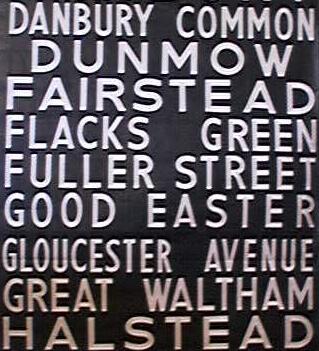 DANBURY COMMON
DUNMOW
FAIRSTEAD
FLACKS GREEN
FULLER STREET
GOOD EASTER
GLOUCESTER AVENUE
GREAT WALTHAM
HALSTEAD